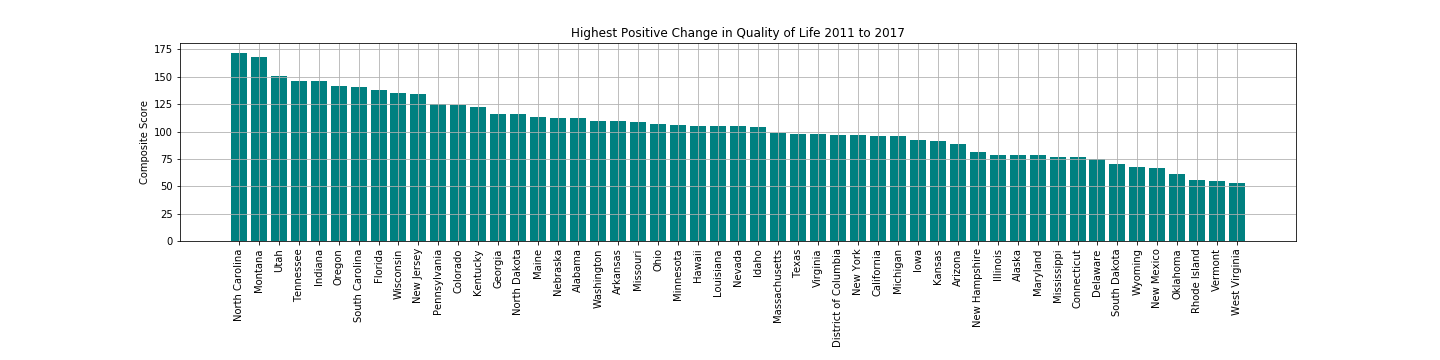 Highest Positive Change in Quality of Life 2011 to 2017
Composite Score
175
150
125
100
75
50
25
0
North Carolina
Montana
Utah
Tennessee
Indiana
Oregon
South Carolina
Florida
Wisconsin
New Jersey
Pennsylvania
Colorado
Kentucky
Georgia
North Dakota
Maine
Nebraska
Alabama
Washington
Arkansas
Missouri
Ohio
Minnesota
Hawaii
Louisiana
Nevada
Idaho
Massachusetts
Texas
Virginia
District of Columbia
New York
California
Michigan
Iowa
Kansas
Arizona
New Hampshire
Illinois
Alaska
Maryland
Mississippi
Connecticut
Delaware
South Dakota
Wyoming
New Mexico
Oklahoma
Rhode Island
Vermont
West Virginia